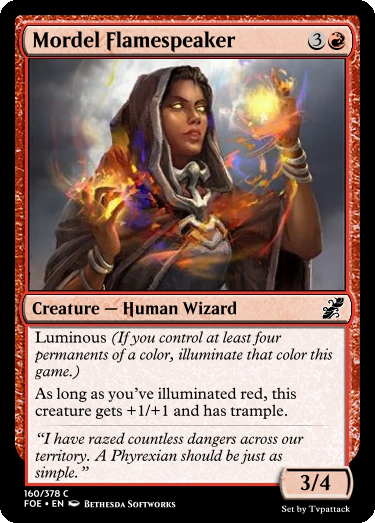 Mordel Flamespeaker 3
Creature — Human Wizard
Luminous (If you control at least four
permanents of a color, illuminate that color this
game.)
As long as you've illuminated red, this
creature gets +1/+1 and has trample.
"I have razed countless dangers across our
territory. A Phyrexian should be just as
simple."
3/4
160/378 C
FOE • EN Bethesda Softworks
Set by Tvpattack